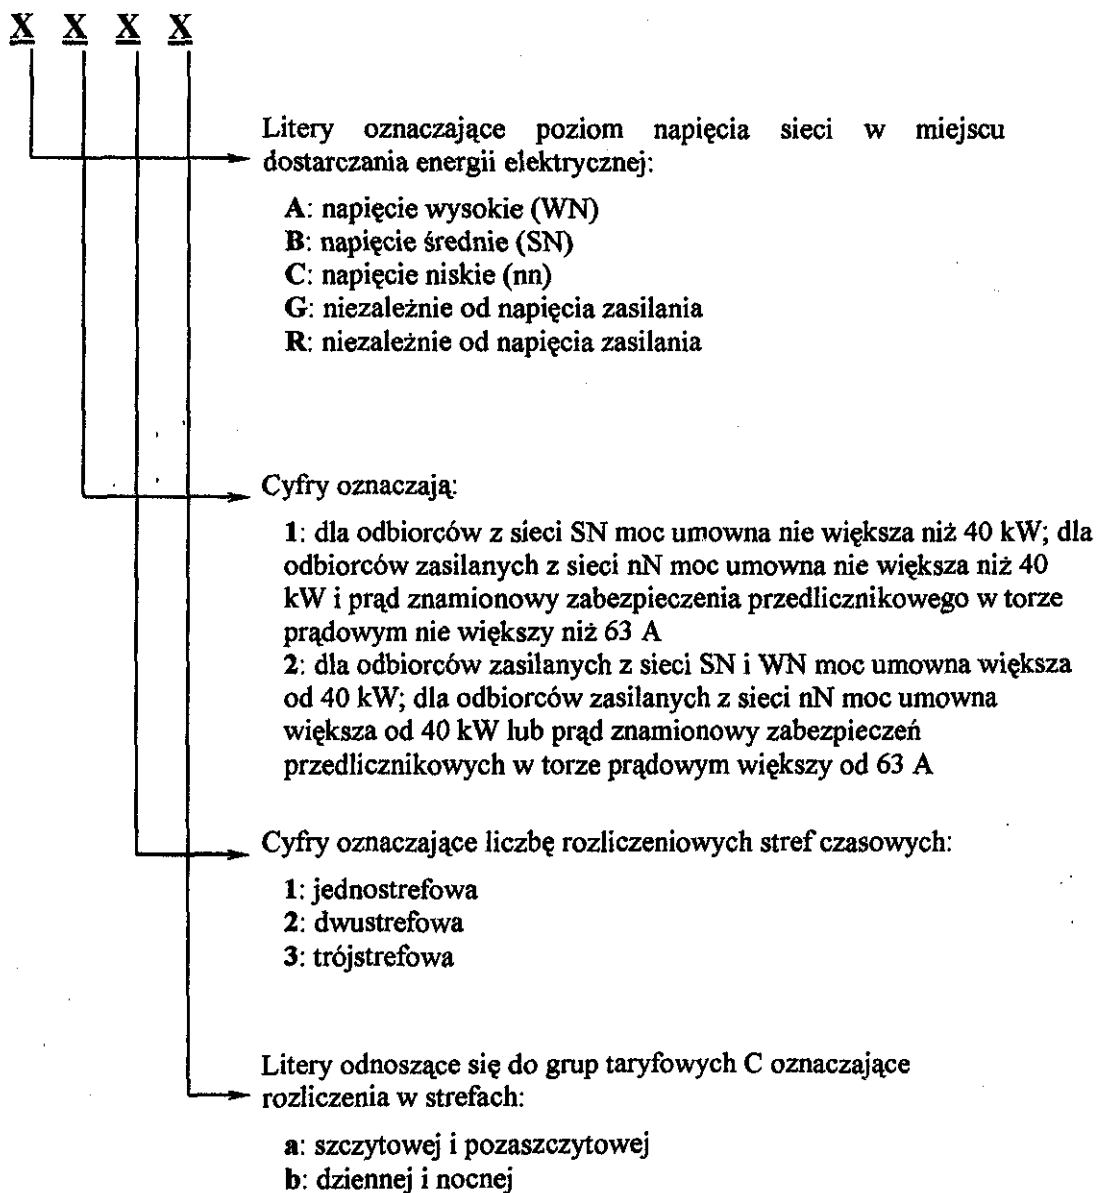 X X X X
Litery oznaczające poziom napięcia sieci w miejscu
dostarczania energii elektrycznej:
A: napięcie wysokie (WN)
B: napięcie średnie (SN)
C: napięcie niskie (nn)
G: niezależnie od napięcia zasilania
R: niezależnie od napięcia zasilania
Cyfry oznaczają:
1: dla odbiorców z sieci SN moc umowna nie większa niż 40 kW; dla
odbiorców zasilanych z sieci nN moc umowna nie większa niż 40
kW i prąd znamionowy zabezpieczenia przedlicznikowego w torze
prądowym nie większy niż 63 A
2: dla odbiorców zasilanych z sieci SN i WN moc umowna większa
od 40 kW; dla odbiorców zasilanych z sieci nN moc umowna
większa od 40 kW lub prąd znamionowy zabezpieczeń
przedlicznikowych w torze prądowym większy od 63 A
Cyfry oznaczające liczbę rozliczeniowych stref czasowych:
1: jednostrefowa
2: dwustrefowa
3: trójstrefowa
Litery odnoszące się do grup taryfowych C oznaczające
rozliczenia w strefach:
a: szczytowej i pozaszczytowej
b: dziennej i nocnej